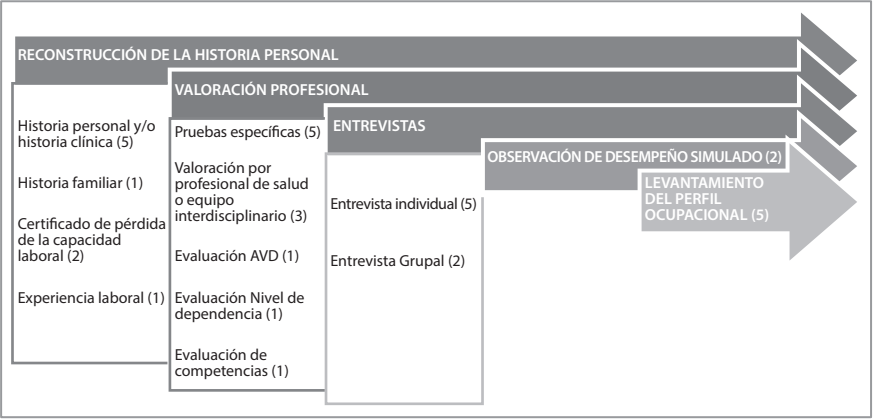 RECONSTRUCCIÓN DE LA HISTORIA PERSONAL
Historia personal y/o
historia clínica (5)
Historia familiar (1)
Certificado de pérdida
de la capacidad
laboral (2)
Experiencia laboral (1)
VALORACIÓN PROFESIONAL
Pruebas específicas (5)
Valoración por
profesional de salud
o equipo
interdisciplinario (3)
Evaluación AVD (1)
Evaluación Nivel de
dependencia (1)
Evaluación de
competencias (1)
ENTREVISTAS
Entrevista individual (5)
Entrevista Grupal (2)
OBSERVACIÓN DE DESEMPEÑO SIMULADO (2)
LEVANTAMIENTO
DEL PERFIL
OCUPACIONAL (5)